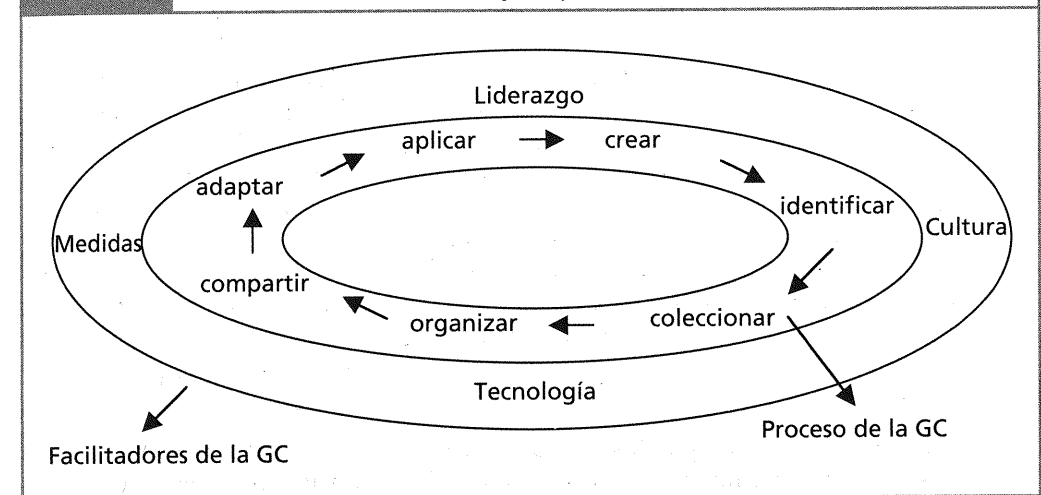 Liderazgo
aplicar
crear
adaptar
identificar
Medidas
Cultura
compartir
organizar
coleccionar
Tecnología
Proceso de la GC
Facilitadores de la GC